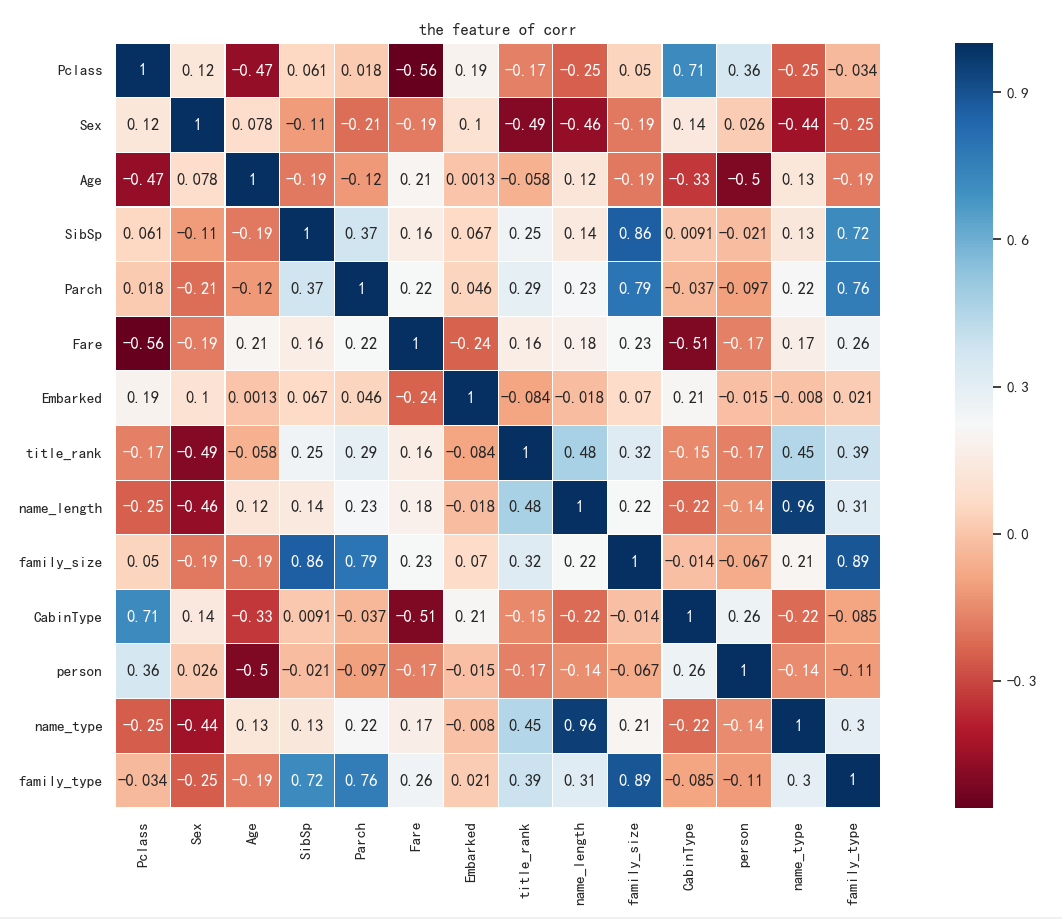 the feature of corr
Pclass 1 0.12 -0.47 0.061 0.018 -0.56 0.19 -0.17 -0.25 0.05 0.71 0.36 -0.25 -0.034
0.9
Sex 0.12 1 0.078 -0.11 -0.21 -0.19 0.1 -0.49 -0.46 -0.19 0.14 0.026 -0.44 -0.25
Age -0.47 0.078 1 -0.19 -0.12 0.21 0.0013 -0.058 0.12 -0.19 -0.33 -0.5 0.13 -0.19
SibSp 0.061 -0.11 -0.19 1 0.37 0.16 0.067 0.25 0.14 0.86 0.0091 -0.021 0.13 0.72
0.6
Parch 0.018 -0.21 -0.12 0.37 1 0.22 0.046 0.29 0.23 0.79 -0.037 -0.097 0.22 0.76
Fare -0.56 -0.19 0.21 0.16 0.22 1 -0.24 0.16 0.18 0.23 -0.51 -0.17 0.17 0.26
0.3
Embarked 0.19 0.1 0.0013 0.067 0.046 -0.24 1 -0.084 -0.018 0.07 0.21 -0.015 -0.008 0.021
title_rank -0.17 -0.49 -0.058 0.25 0.29 0.16 -0.084 1 0.48 0.32 -0.15 -0.17 0.45 0.39
name_length -0.25 -0.46 0.12 0.14 0.23 0.18 -0.018 0.48 1 0.22 -0.22 -0.14 0.96 0.31
0.0
family_size 0.05 -0.19 -0.19 0.86 0.79 0.23 0.07 0.32 0.22 1 -0.014 -0.067 0.21 0.89
CabinType 0.71 0.14 -0.33 0.0091 -0.037 -0.51 0.21 -0.15 -0.22 -0.014 1 0.26 -0.22 -0.085
person 0.36 0.026 -0.5 -0.021 -0.097 -0.17 -0.015 -0.17 -0.14 -0.067 0.26 1 -0.14 -0.11
-0.3
name_type -0.25 -0.44 0.13 0.13 0.22 0.17 -0.008 0.45 0.96 0.21 -0.22 -0.14 1 0.3
family_type -0.034 -0.25 -0.19 0.72 0.76 0.26 0.021 0.39 0.31 0.89 -0.085 -0.11 0.3 1
Pclass Sex Age SibSp Parch Fare Embarked title_rank name_length family_size CabinType person name_type family_type